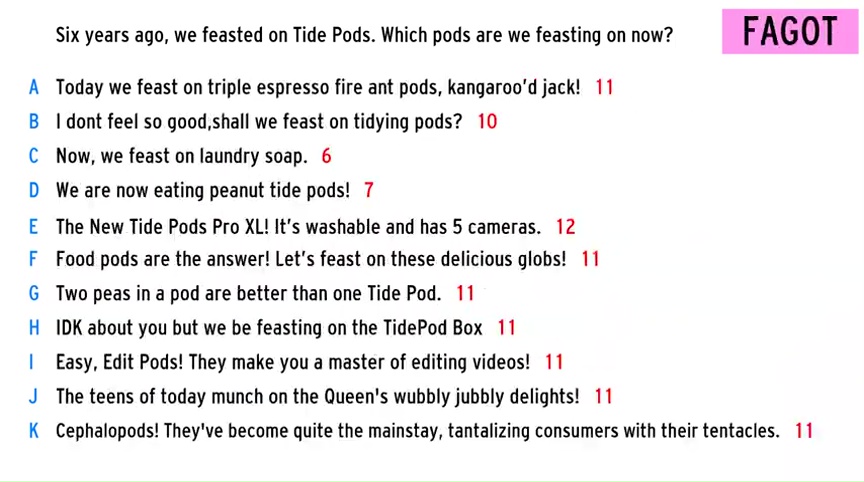 Six years ago, we feasted on Tide Pods. Which pods are we feasting on now?
FAGOT
A Today we feast on triple espresso fire ant pods, kangaroo'd jack! 11
B I dont feel so good,shall we feast on tidying pods? 10
C Now, we feast on laundry soap. 6
D We are now eating peanut tide pods! 7
E The New Tide Pods Pro XL! It's washable and has 5 cameras. 12
F Food pods are the answer! Let's feast on these delicious globs! 11
G Two peas in a pod are better than one Tide Pod. 11
H IDK about you but we be feasting on the TidePod Box 11
I Easy, Edit Pods! They make you a master of editing videos! 11
J The teens of today munch on the Queen's wubbly jubbly delights! 11
K Cephalopods! They've become quite the mainstay, tantalizing consumers with their tentacles. 11